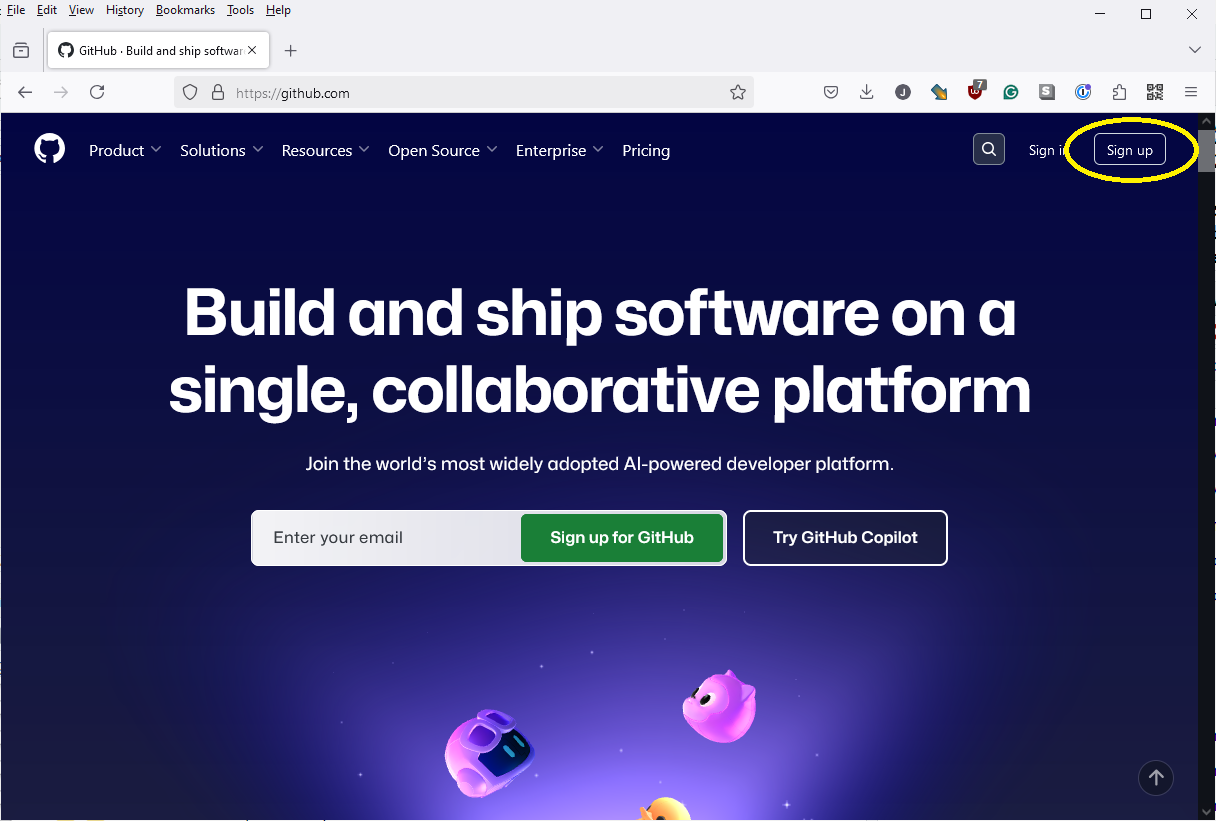 File Edit View History Bookmarks Tools Help
GitHub · Build and ship softwar
https://github.com
J
7
S
Product Solutions Resources Open Source Enterprise Pricing
Sign i
Sign up
Build and ship software on a
single, collaborative platform
Join the world's most widely adopted AI-powered developer platform.
Enter your email
Sign up for GitHub
Try GitHub Copilot